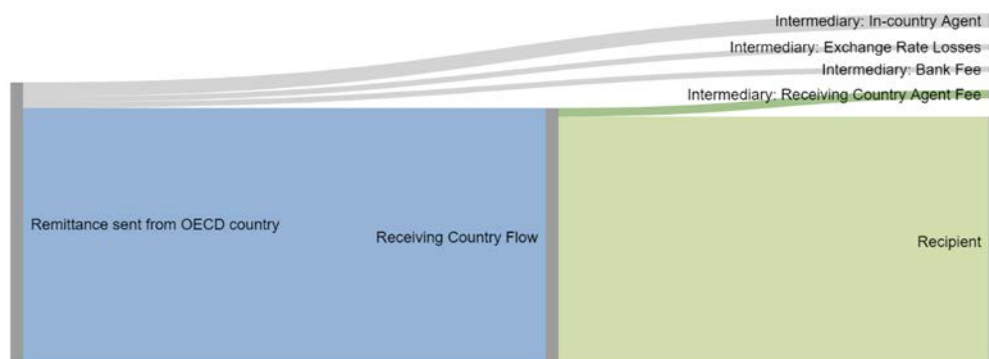 Intermediary: In-country Agent
Intermediary: Exchange Rate Losses
Intermediary: Bank Fee
Intermediary: Receiving Country Agent Fee
Remittance sent from OECD country
Receiving Country Flow
Recipient